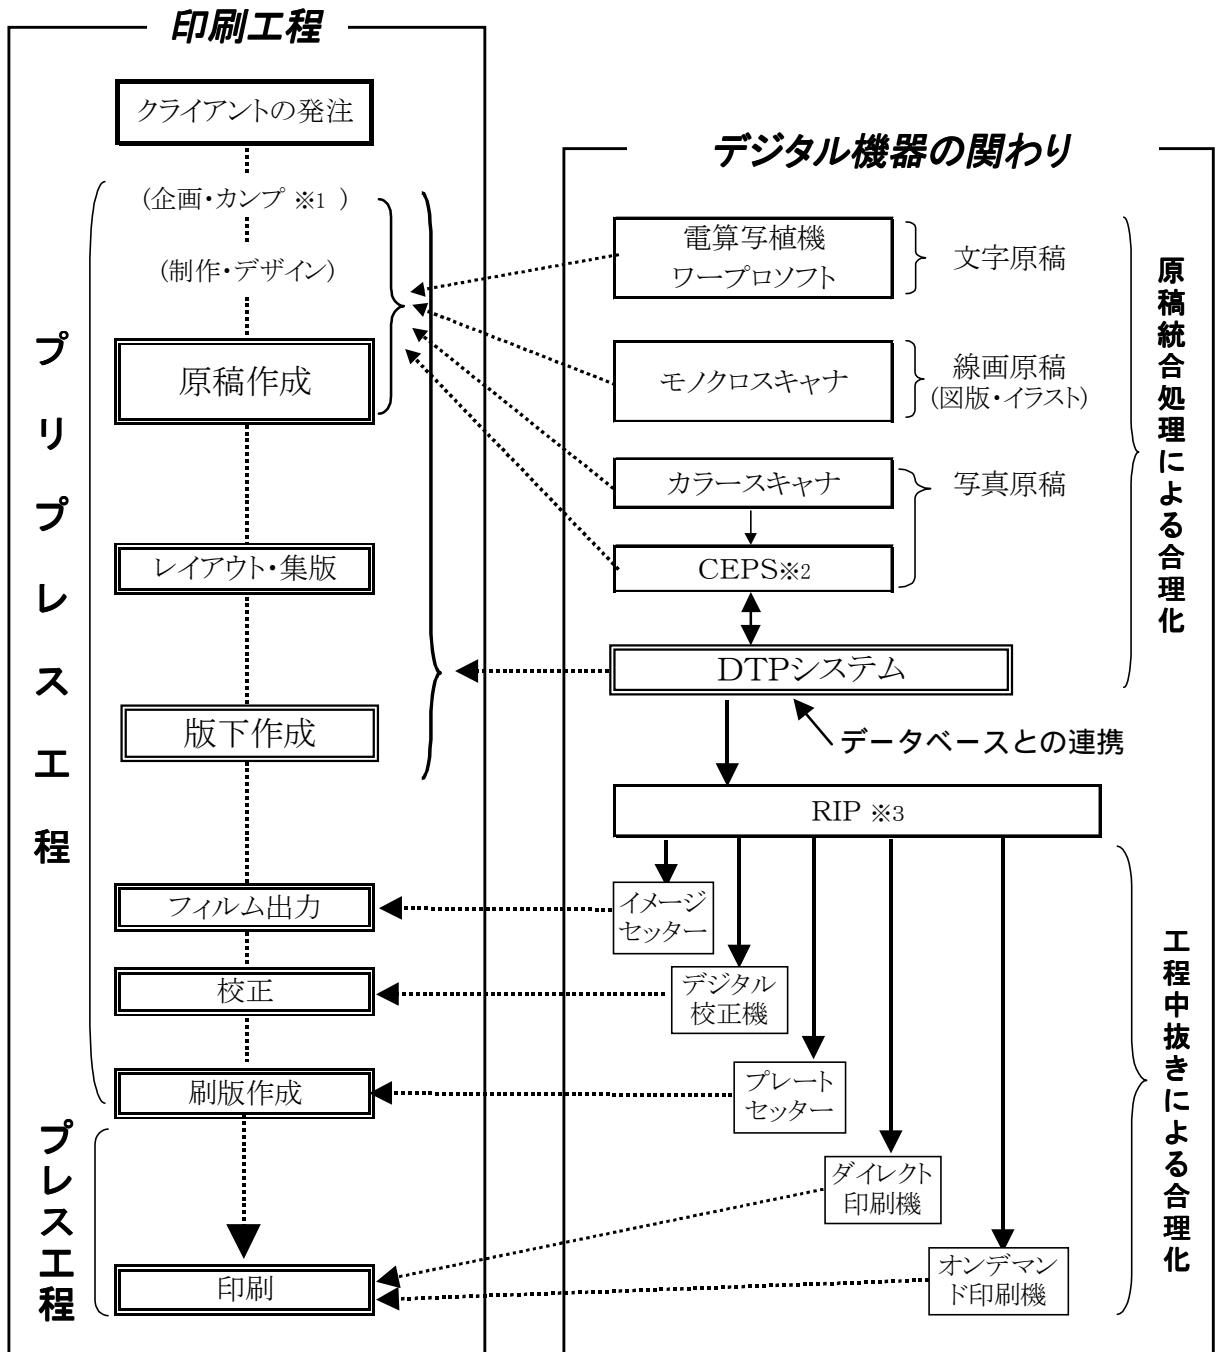 印刷工程
クライアントの発注
(企画・カンプ ※1 )
(制作・デザイン)
原稿作成
レイアウト・集版
版下作成
フィルム出力
校正
刷版作成
印刷
プリプレス工程
プレス工程
デジタル機器の関わり
電算写植機
ワープロソフト
文字原稿
モノクロスキャナ
線画原稿
(図版・イラスト)
カラースキャナ
写真原稿
CEPS※2
DTPシステム
データベースとの連携
RIP ※3
イメージ
セッター
デジタル
校正機
プレート
セッター
ダイレクト
印刷機
オンデマン
ド印刷機
原稿統合処理による合理化
工程中抜きによる合理化